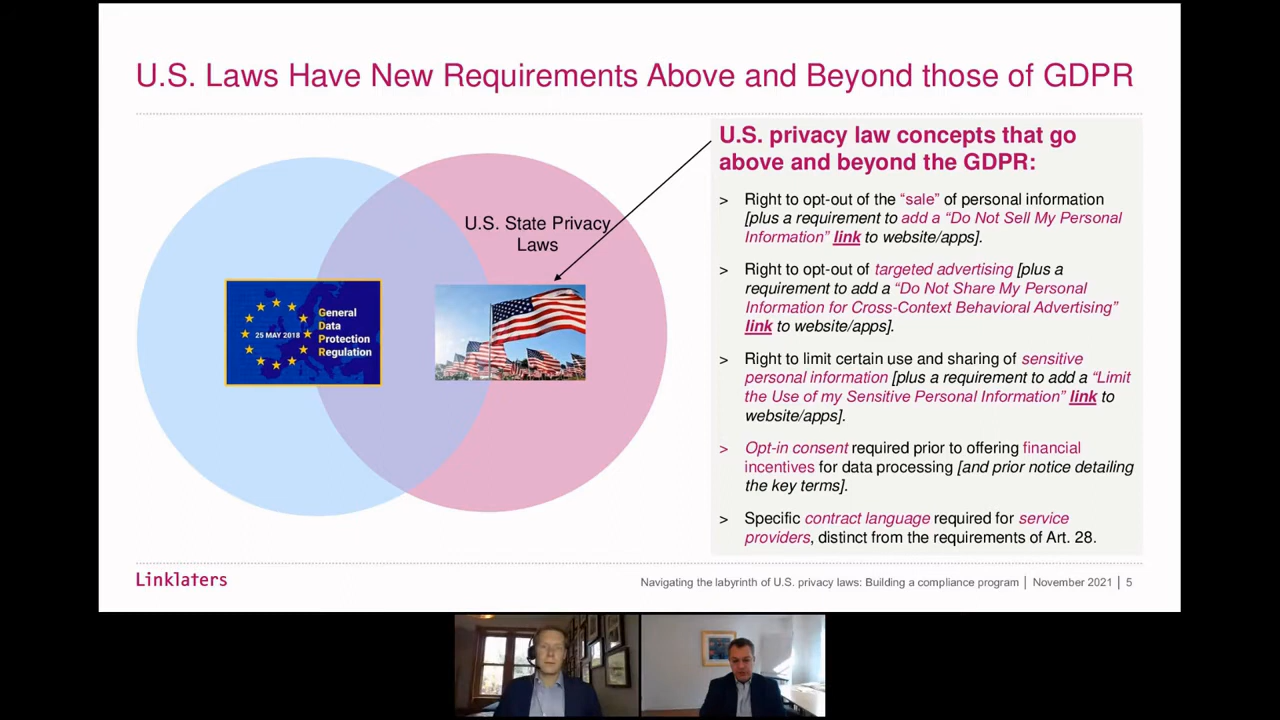 U.S. Laws Have New Requirements Above and Beyond those of GDPR
U.S. State Privacy
Laws
25 MAY 2018
General
Data
Protection
Regulation
U.S. privacy law concepts that go
above and beyond the GDPR:
> Right to opt-out of the “sale” of personal information
[plus a requirement to add a “Do Not Sell My Personal
Information” link to website/apps].
> Right to opt-out of targeted advertising [plus a
requirement to add a “Do Not Share My Personal
Information for Cross-Context Behavioral Advertising”
link to website/apps].
> Right to limit certain use and sharing of sensitive
personal information [plus a requirement to add a “Limit
the Use of my Sensitive Personal Information” link to
website/apps].
> Opt-in consent required prior to offering financial
incentives for data processing [and prior notice detailing
the key terms].
> Specific contract language required for service
providers, distinct from the requirements of Art. 28.
Linklaters
Navigating the labyrinth of U.S. privacy laws: Building a compliance program | November 2021 | 5